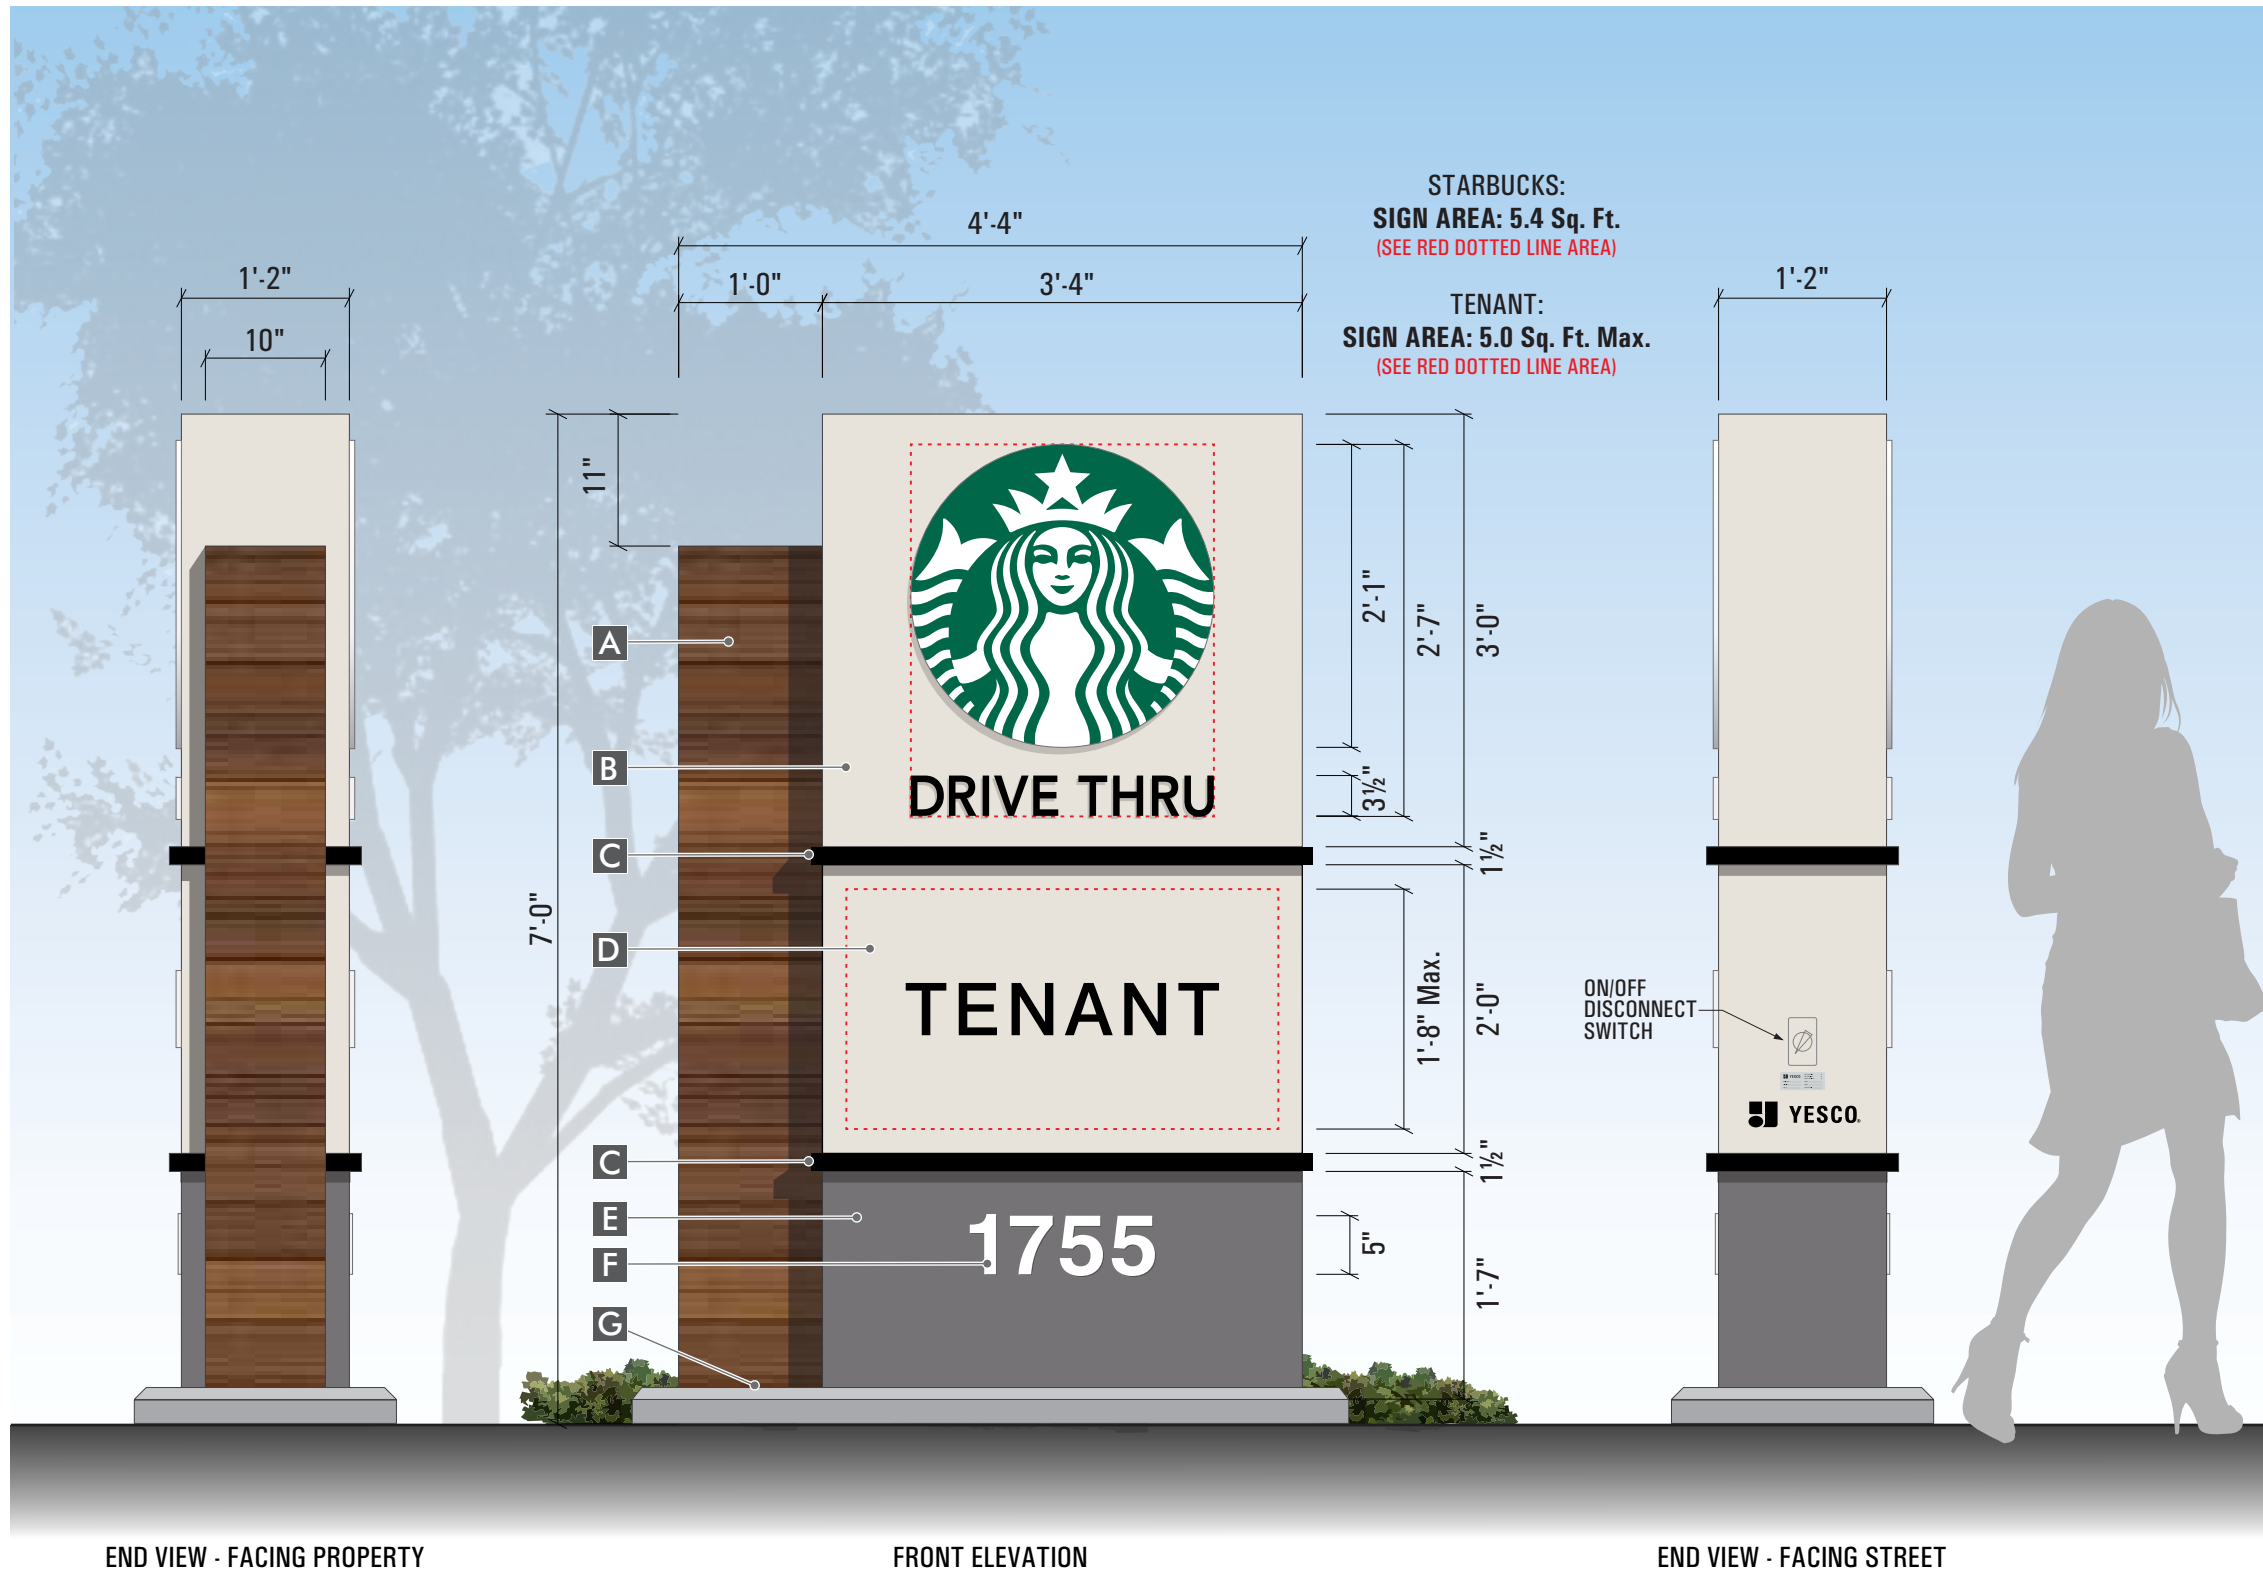 STARBUCKS:
SIGN AREA: 5.4 Sq. Ft.
(SEE RED DOTTED LINE AREA)
TENANT:
SIGN AREA: 5.0 Sq. Ft. Max.
(SEE RED DOTTED LINE AREA)
4'-4"
1'-0"
3'-4"
1'-2"
10"
1'-2"
11"
7'-0"
A
B
C
D
C
E
F
G
DRIVE THRU
TENANT
1755
2'-1"
2'-7"
3'-0"
3½"
1½"
1'-8" Max.
2'-0"
1½"
5"
1'-7"
ON/OFF
DISCONNECT
SWITCH
YESCO.
END VIEW - FACING PROPERTY
FRONT ELEVATION
END VIEW - FACING STREET